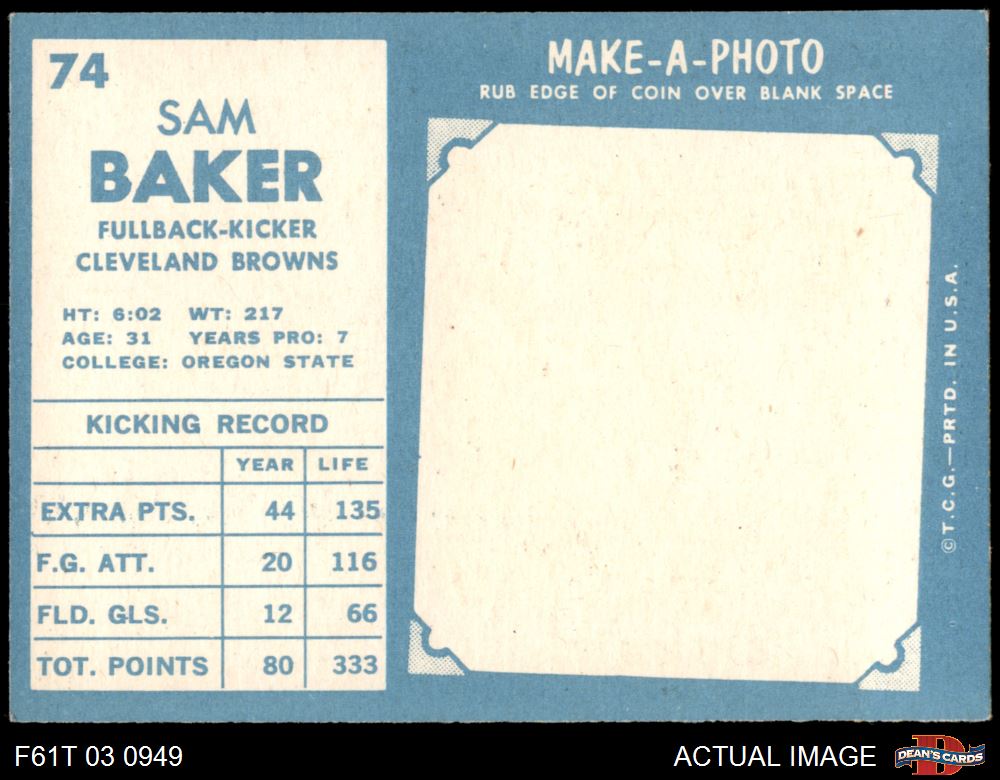 74
SAM
BAKER
FULLBACK-KICKER
CLEVELAND BROWNS
HT: 6:02 WT: 217
AGE: 31 YEARS PRO: 7
COLLEGE: OREGON STATE
KICKING RECORD
YEAR LIFE
EXTRA PTS. 44 135
F.G. ATT. 20 116
FLD. GLS. 12 66
TOT. POINTS 80 333
MAKE-A-PHOTO
RUB EDGE OF COIN OVER BLANK SPACE
©T.C.G.—PRTD. IN U.S.A.
F61T 03 0949
ACTUAL IMAGE
D
DEAN'S CARDS